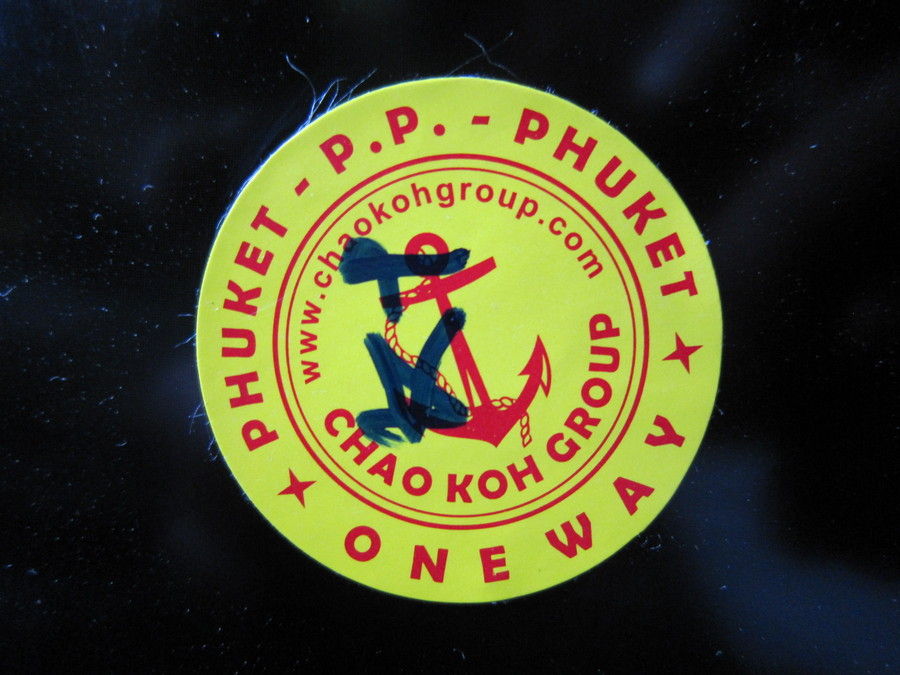 PHUKET - P.P. - PHUKET
www.chaokohgroup.com
CHAO KOH GROUP
ONE WAY